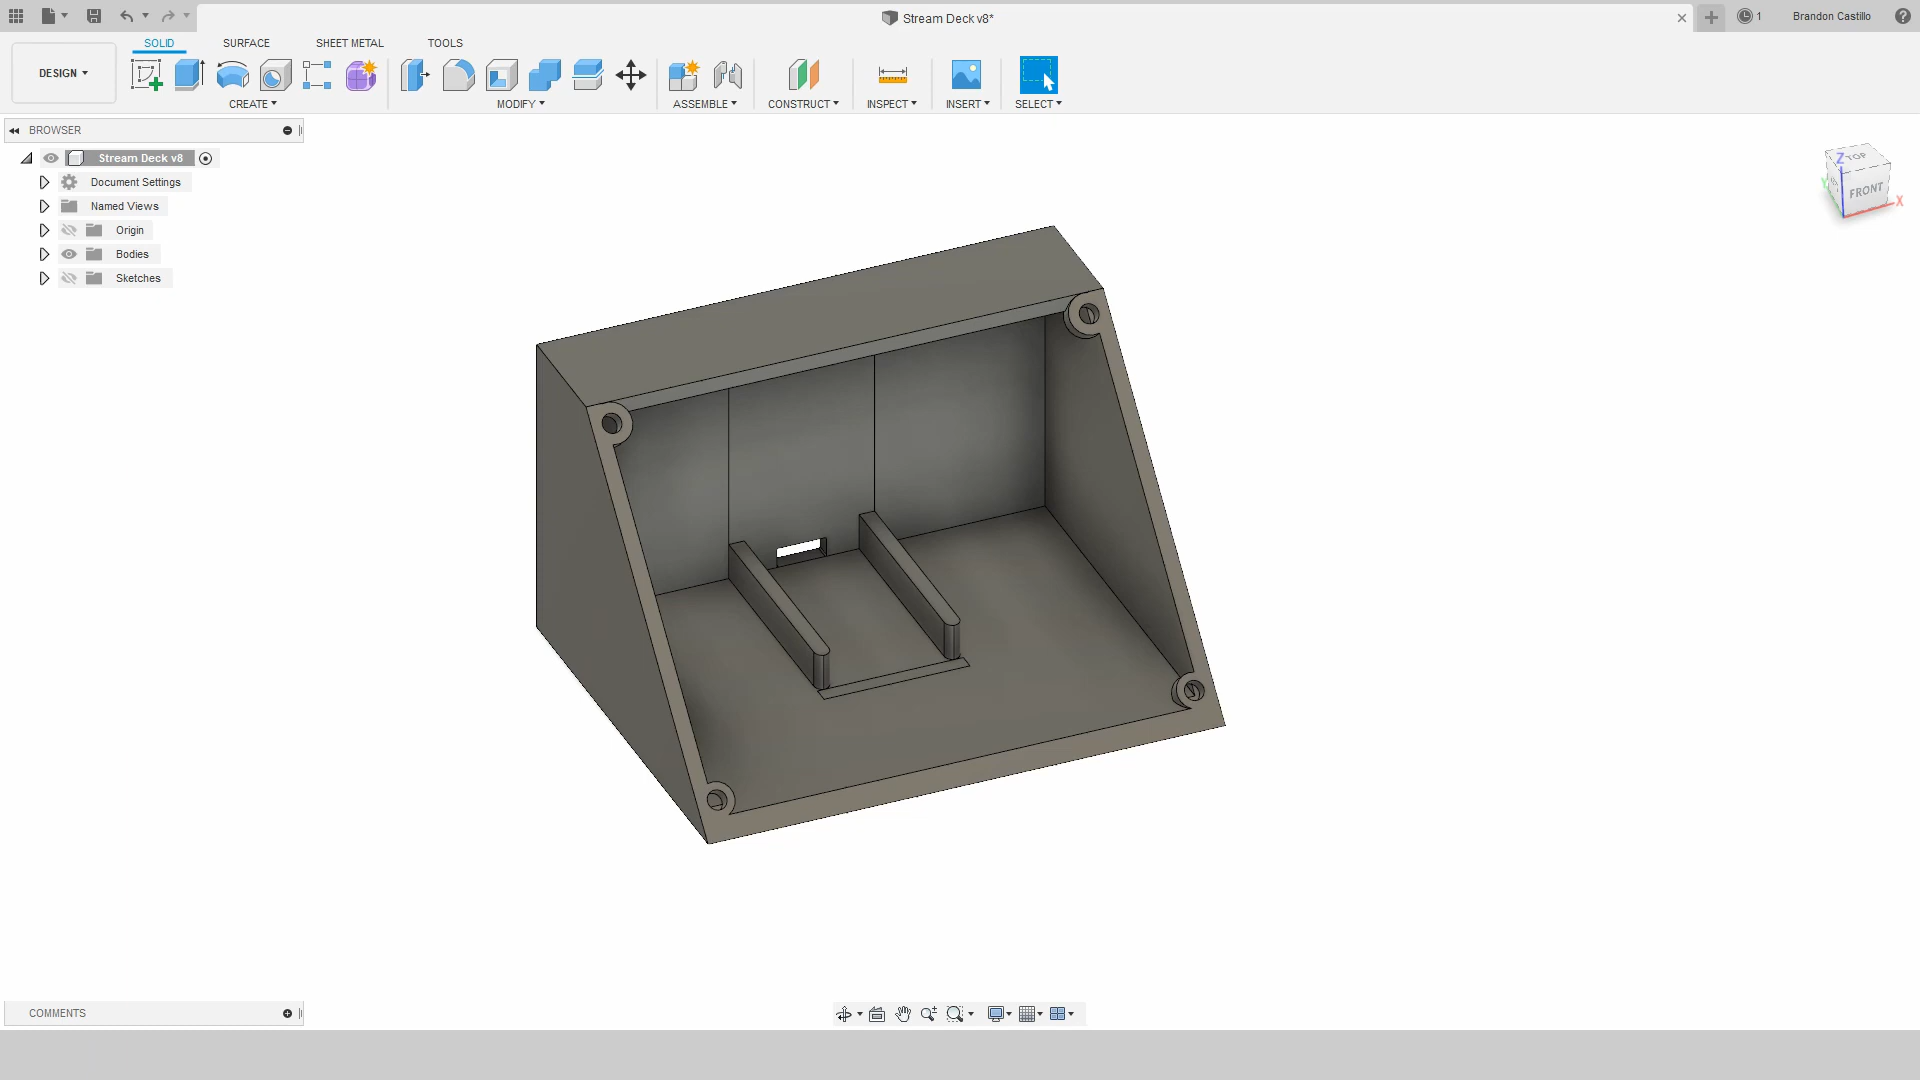 Stream Deck v8*
1
Brandon Castillo
SOLID
SURFACE
SHEET METAL
TOOLS
DESIGN
CREATE
MODIFY
ASSEMBLE
CONSTRUCT
INSPECT
INSERT
SELECT
BROWSER
Stream Deck v8
Document Settings
Named Views
Origin
Bodies
Sketches
TOP
FRONT
Z
Y
X
COMMENTS